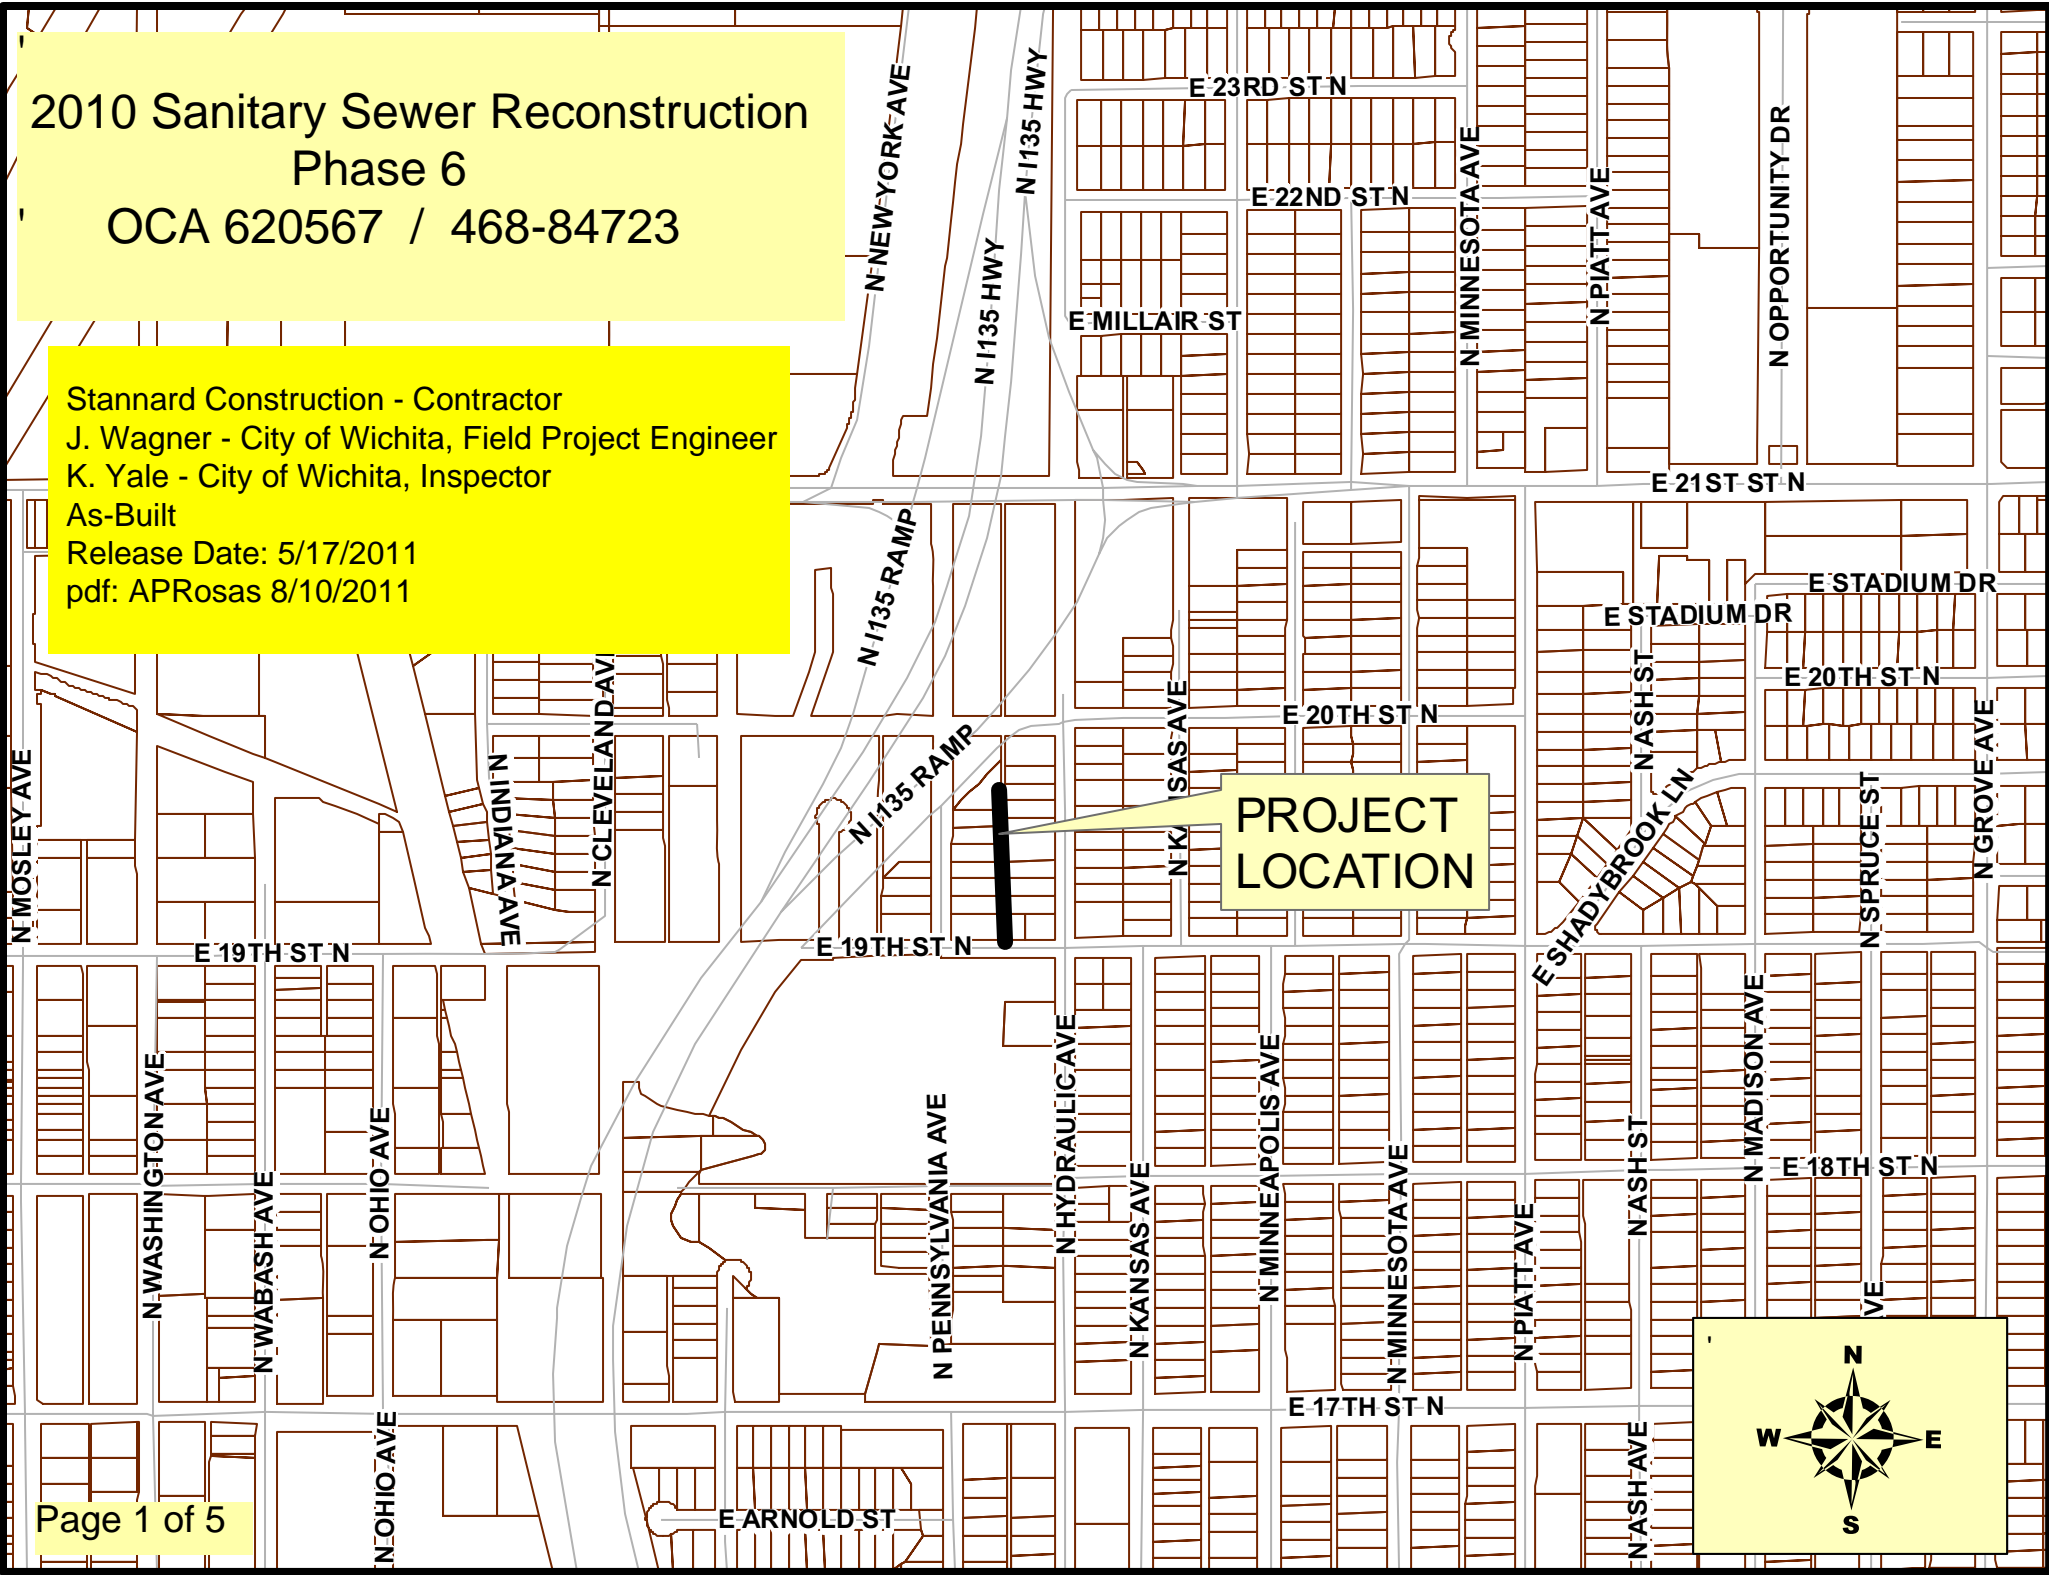 2010 Sanitary Sewer Reconstruction
Phase 6
OCA 620567 / 468-84723
Stannard Construction - Contractor
J. Wagner - City of Wichita, Field Project Engineer
K. Yale - City of Wichita, Inspector
As-Built
Release Date: 5/17/2011
pdf: APRosas 8/10/2011
N NEW YORK AVE
N I135 HWY
N I135 HWY
E 23RD ST N
E 22ND ST N
E MILLAIR ST
N MINNESOTA AVE
N PIATT AVE
N OPPORTUNITY DR
E 21ST ST N
N I135 RAMP
E STADIUM DR
E STADIUM DR
E 20TH ST N
E 20TH ST N
N MOSLEY AVE
N INDIANA AVE
N CLEVELAND AVE
N I135 RAMP
N KANSAS AVE
PROJECT
LOCATION
N ASH ST
E SHADYBROOK LN
N SPRUCE ST
N GROVE AVE
E 19TH ST N
E 19TH ST N
N WASHINGTON AVE
N WABASH AVE
N OHIO AVE
N PENNSYLVANIA AVE
N HYDRAULIC AVE
N KANSAS AVE
N MINNEAPOLIS AVE
N MINNESOTA AVE
N PIATT AVE
N ASH ST
N MADISON AVE
E 18TH ST N
VE
E 17TH ST N
N OHIO AVE
E ARNOLD ST
N ASH AVE
N
W
E
S
Page 1 of 5